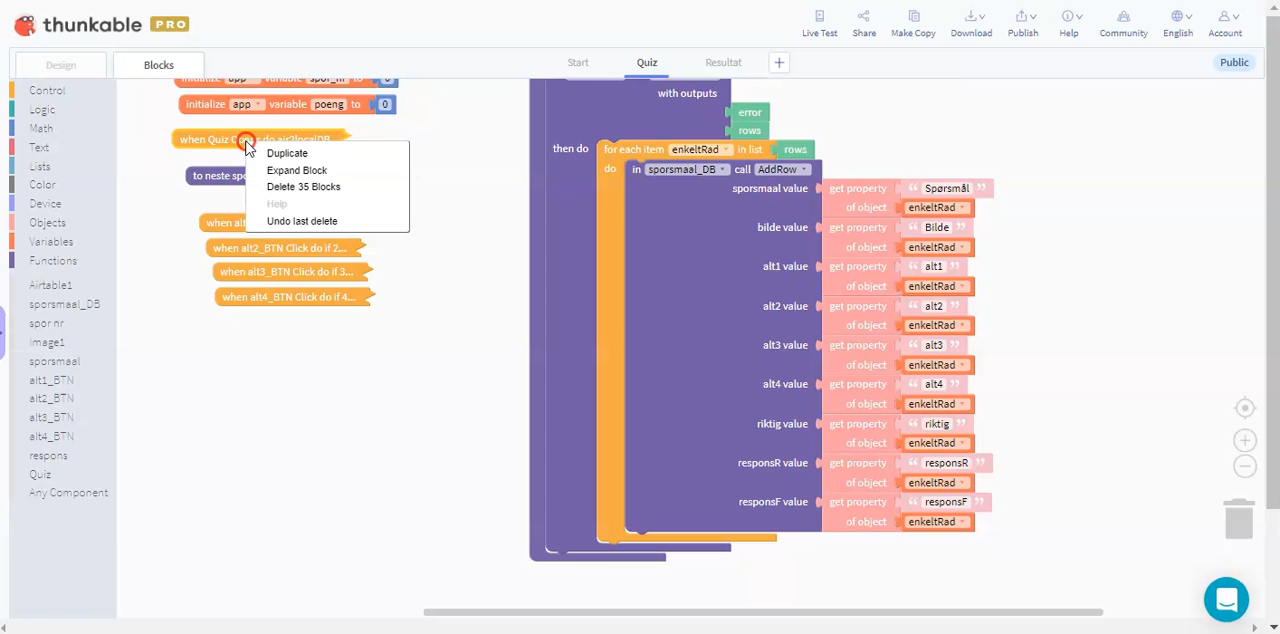 thunkable PRO
Live Test
Share
Make Copy
Download
Publish
Help
Community
English
Account
Design
Blocks
Start
Quiz
Resultat
Public
Control
Logic
Math
Text
Lists
Color
Device
Objects
Variables
Functions
Airtable1
sporsmaal_DB
spor nr
Image1
sporsmaal
alt1_BTN
alt2_BTN
alt3_BTN
alt4_BTN
respons
Quiz
Any Component
initialize app variable spor_nr to
initialize app variable poeng to 0
when Quiz
do air2localDB
to neste
when alt
when alt2_BTN Click do if 2...
when alt3_BTN Click do if 3...
when alt4_BTN Click do if 4...
Duplicate
Expand Block
Delete 35 Blocks
Help
Undo last delete
with outputs
error
rows
then do
for each item enkeltRad in list rows
do
in sporsmaal_DB call AddRow
sporsmaal value get property “ Spørsmål ”
of object enkeltRad
bilde value get property “ Bilde ”
of object enkeltRad
alt1 value get property “ alt1 ”
of object enkeltRad
alt2 value get property “ alt2 ”
of object enkeltRad
alt3 value get property “ alt3 ”
of object enkeltRad
alt4 value get property “ alt4 ”
of object enkeltRad
riktig value get property “ riktig ”
of object enkeltRad
responsR value get property “ responsR ”
of object enkeltRad
responsF value get property “ responsF ”
of object enkeltRad